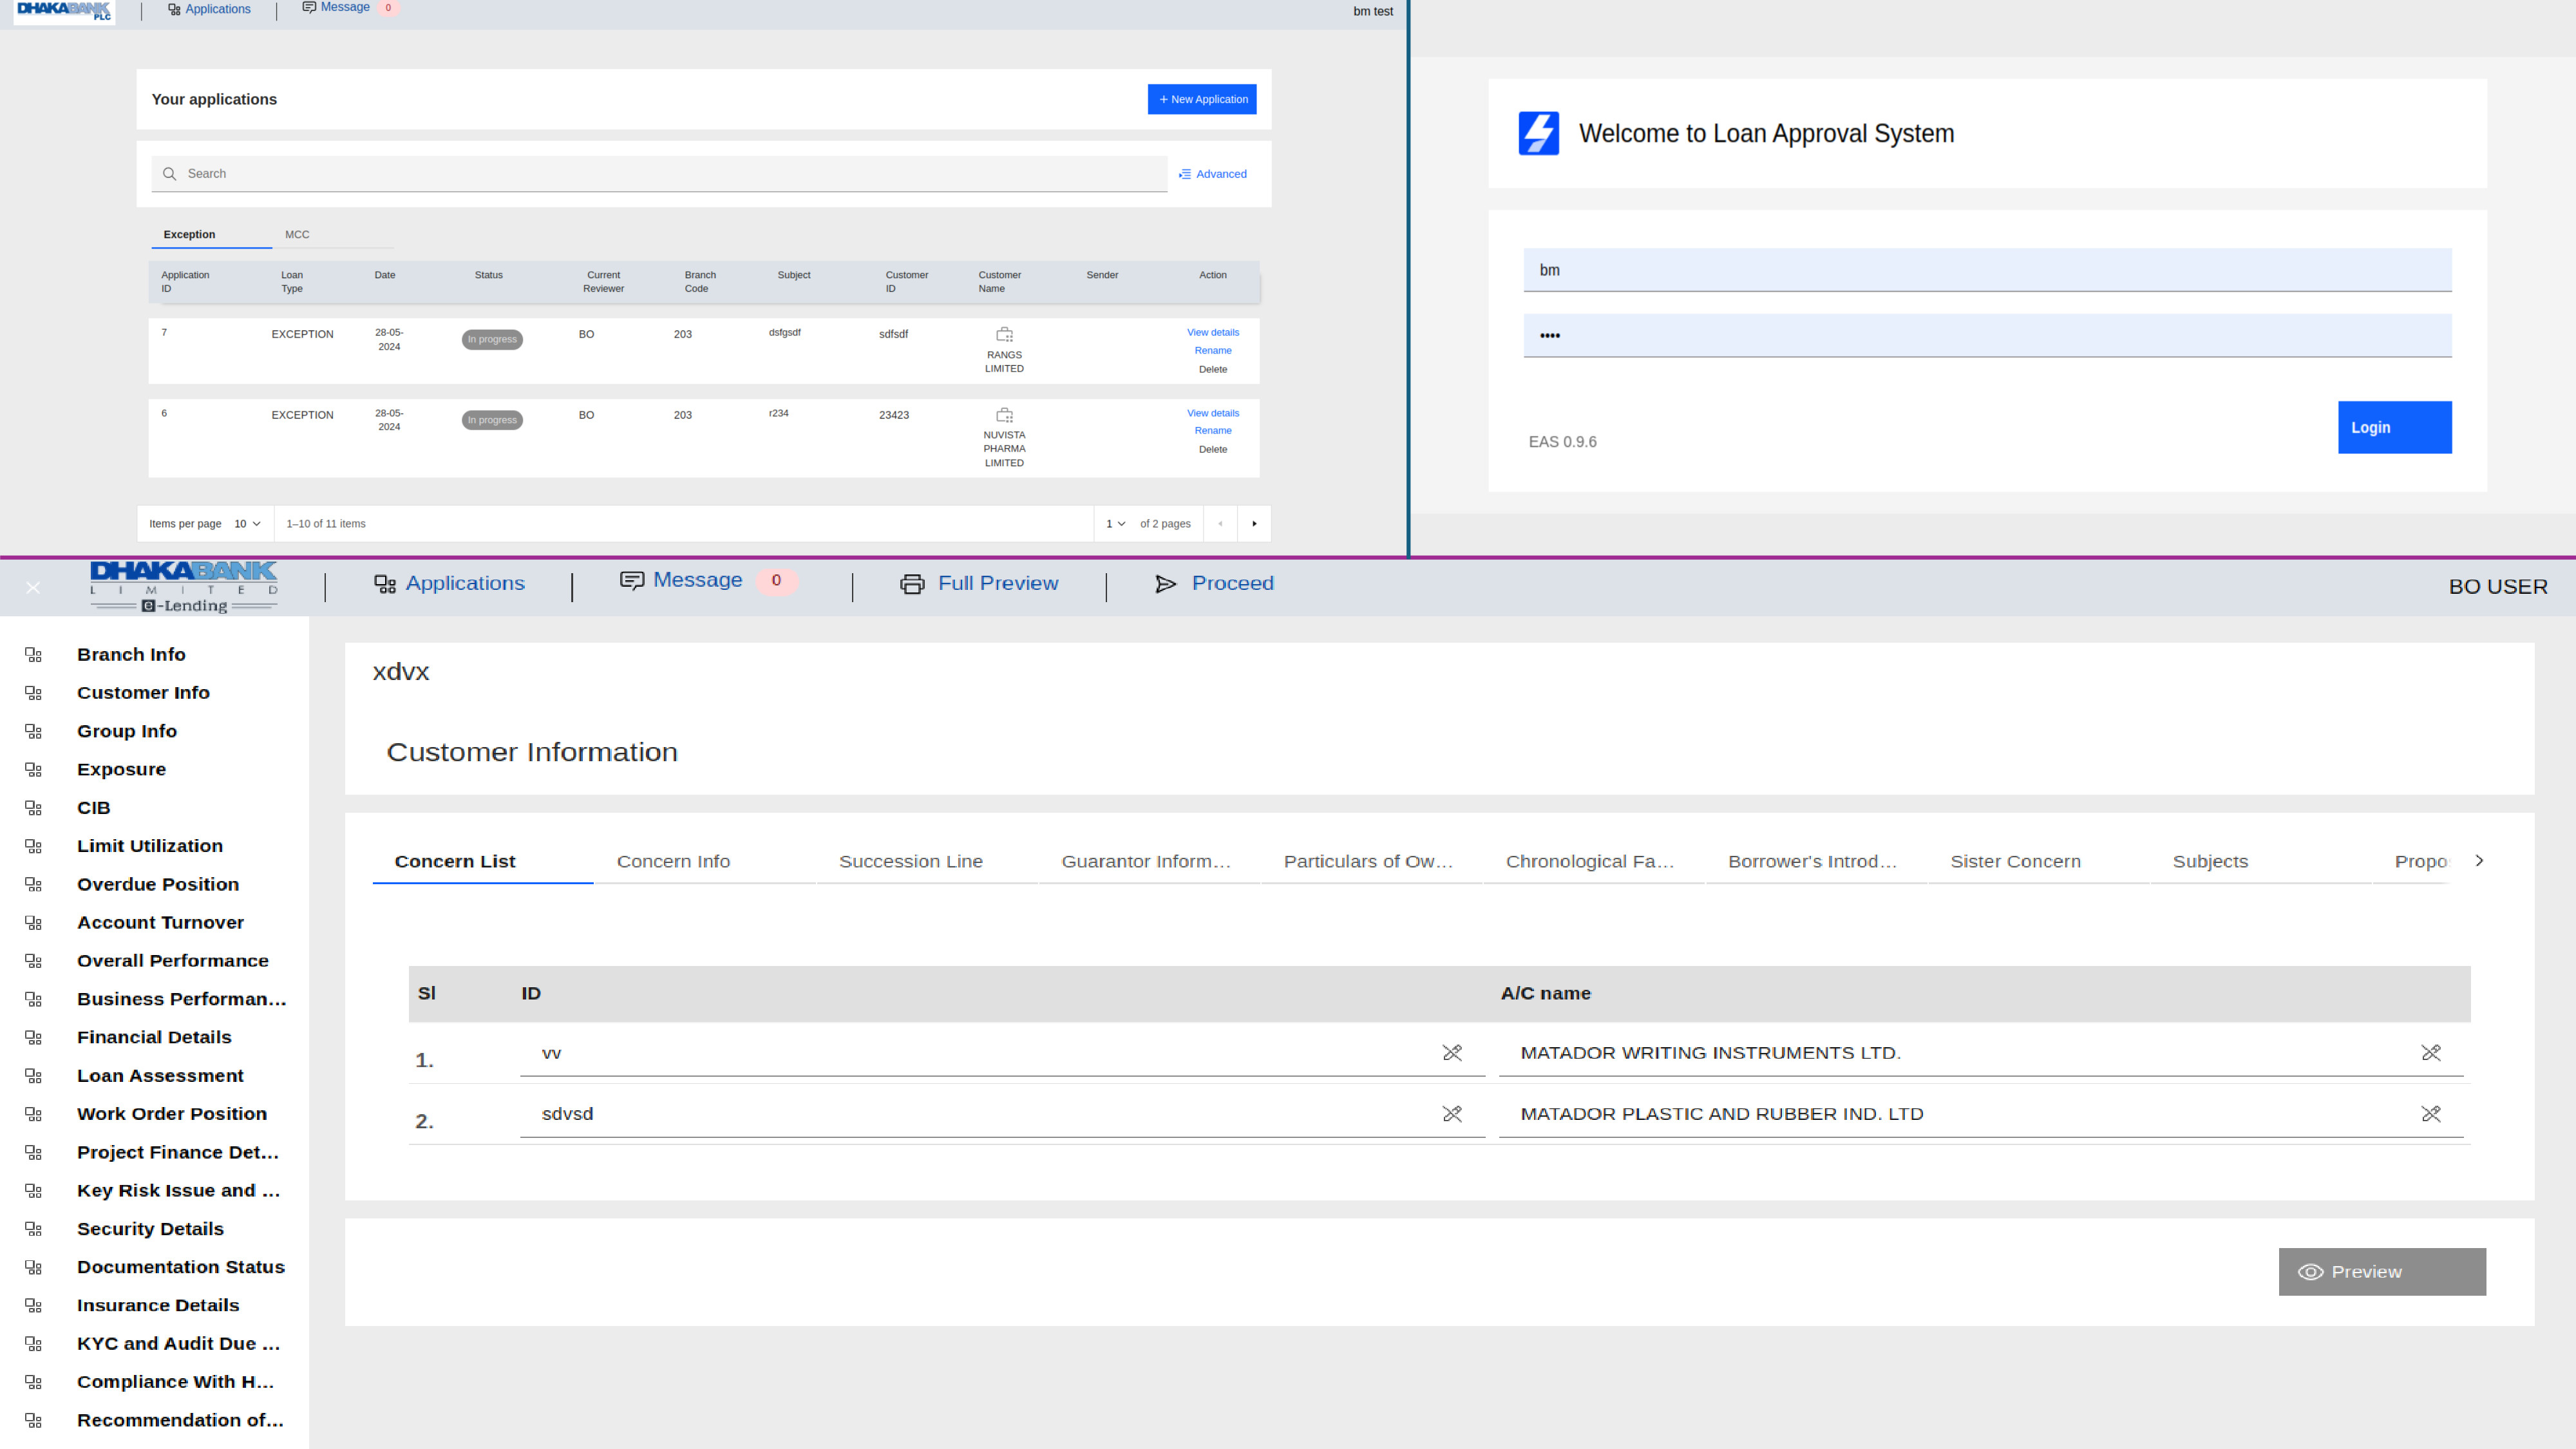 DHAKABANK
PLC
Applications
Message 0
bm test
Your applications
+ New Application
Search
Advanced
Exception MCC
Application ID Loan Type Date Status Current Reviewer Branch Code Subject Customer ID Customer Name Sender Action
7 EXCEPTION 28-05-2024 In progress BO 203 dsfgsdf sdfsdf RANGS LIMITED View details
Rename
Delete
6 EXCEPTION 28-05-2024 In progress BO 203 r234 23423 NUVISTA PHARMA LIMITED View details
Rename
Delete
Items per page 10 1–10 of 11 items 1 of 2 pages
Welcome to Loan Approval System
bm
••••
EAS 0.9.6
Login
DHAKABANK
LIMITED
e-Lending
Applications
Message 0
Full Preview
Proceed
BO USER
Branch Info
Customer Info
Group Info
Exposure
CIB
Limit Utilization
Overdue Position
Account Turnover
Overall Performance
Business Performan...
Financial Details
Loan Assessment
Work Order Position
Project Finance Det...
Key Risk Issue and ...
Security Details
Documentation Status
Insurance Details
KYC and Audit Due ...
Compliance With H...
Recommendation of...
xdvx
Customer Information
Concern List Concern Info Succession Line Guarantor Inform... Particulars of Ow... Chronological Fa... Borrower's Introd... Sister Concern Subjects Propo
Sl ID A/C name
1. vv MATADOR WRITING INSTRUMENTS LTD.
2. sdvsd MATADOR PLASTIC AND RUBBER IND. LTD
Preview